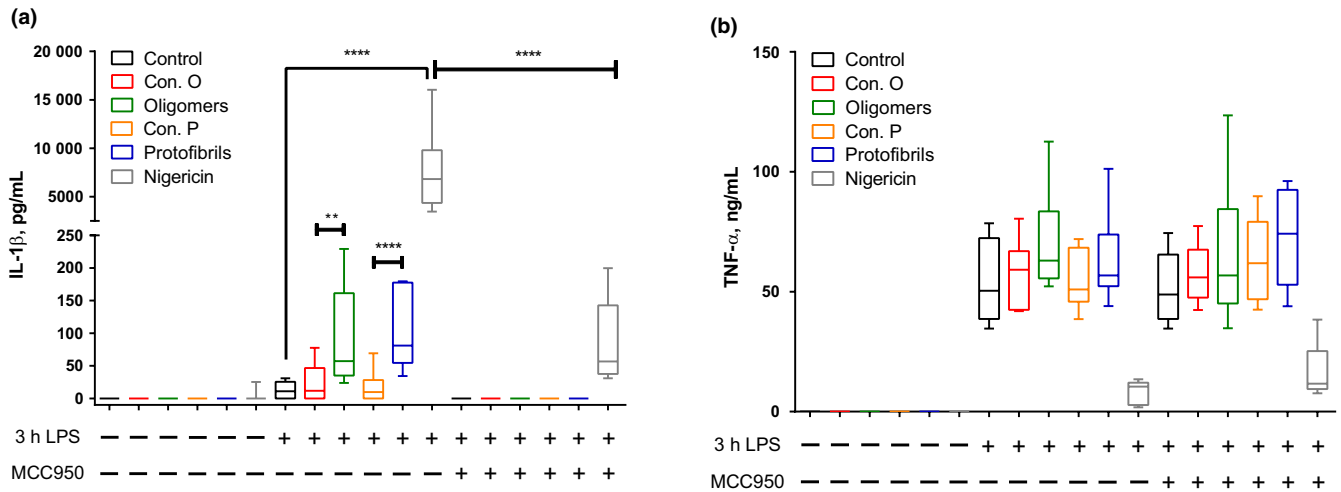 (a)
IL-1β, pg/mL
20 000
15 000
10 000
5000
250
200
150
100
50
0
Control
Con. O
Oligomers
Con. P
Protofibrils
Nigericin
****
****
**
****
3 h LPS — — — — — — + + + + + + + + + + + +
MCC950 — — — — — — — — — — — — + + + + + +
(b)
TNF-α, ng/mL
150
100
50
0
Control
Con. O
Oligomers
Con. P
Protofibrils
Nigericin
3 h LPS — — — — — — + + + + + + + + + + + +
MCC950 — — — — — — — — — — — — + + + + + +